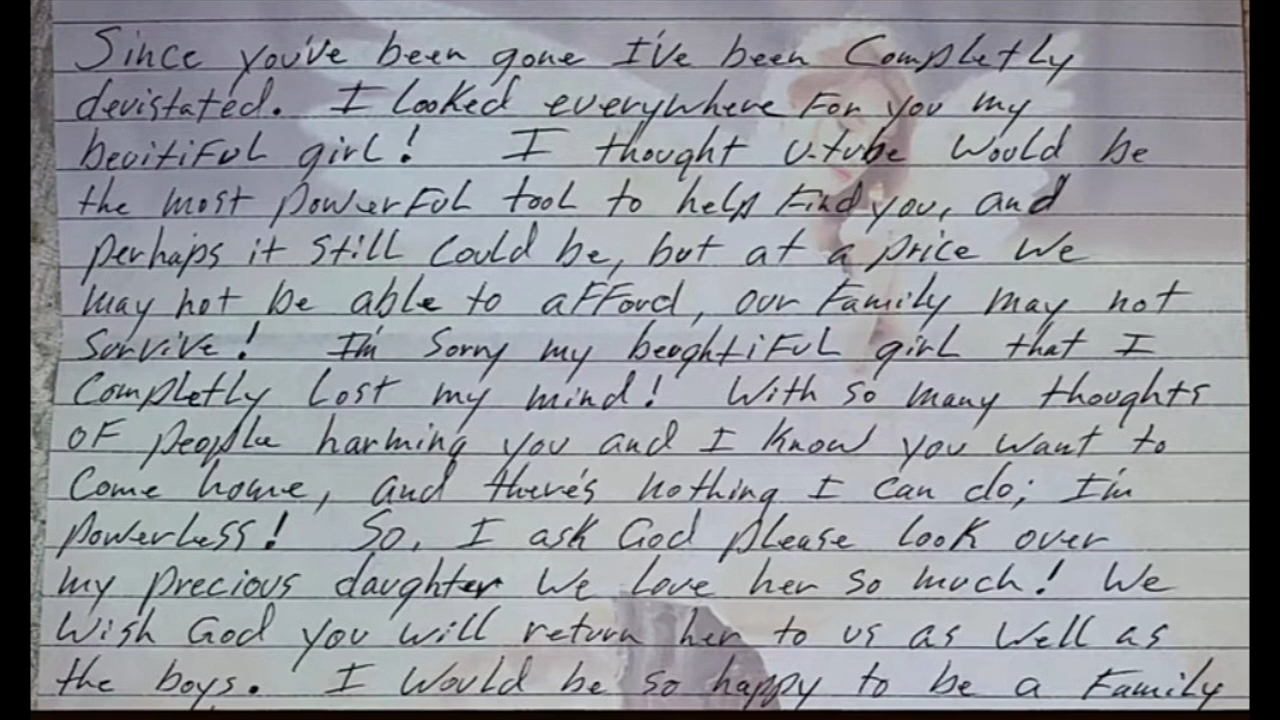 Since you've been gone I've been Completly
devistated. I looked everywhere For you my
beoitiFul girl! I thought U-tube Would be
the most powerFul tool to help Find you, and
perhaps it still Could be, but at a price We
may not be able to aFFord, our Family may not
Survive! I'm Sorry my beoghtiFul girl that I
Completly Lost my mind! With so many thoughts
OF people harming you and I Know you Want to
Come home, and there's nothing I can do; I'm
powerless! So, I ask God please look over
my precious daughter We love her so much! We
Wish God you will return her to us as Well as
the boys. I Would be so happy to be a Family